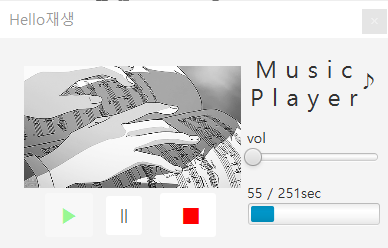 Hello재생
Music
Player♪
vol
55 / 251sec